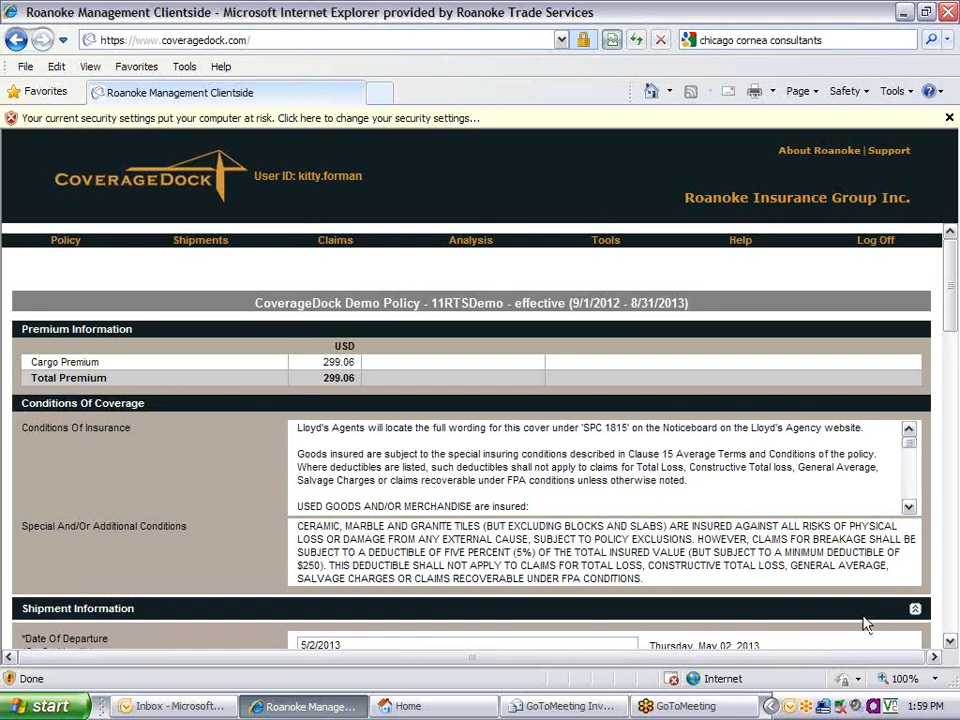 Roanoke Management Clientside - Microsoft Internet Explorer provided by Roanoke Trade Services
https://www.coveragedock.com/
chicago cornea consultants
File Edit View Favorites Tools Help
Favorites Roanoke Management Clientside Page Safety Tools
Your current security settings put your computer at risk. Click here to change your security settings...
About Roanoke | Support
COVERAGEDOCK User ID: kitty.forman
Roanoke Insurance Group Inc.
Policy Shipments Claims Analysis Tools Help Log Off
CoverageDock Demo Policy - 11RTSDemo - effective (9/1/2012 - 8/31/2013)
Premium Information
USD
Cargo Premium 299.06
Total Premium 299.06
Conditions Of Coverage
Conditions Of Insurance
Lloyd's Agents will locate the full wording for this cover under 'SPC 1815' on the Noticeboard on the Lloyd's Agency website.
Goods insured are subject to the special insuring conditions described in Clause 15 Average Terms and Conditions of the policy.
Where deductibles are listed, such deductibles shall not apply to claims for Total Loss, Constructive Total loss, General Average,
Salvage Charges or claims recoverable under FPA conditions unless otherwise noted.
USED GOODS AND/OR MERCHANDISE are insured:
Special And/Or Additional Conditions
CERAMIC, MARBLE AND GRANITE TILES (BUT EXCLUDING BLOCKS AND SLABS) ARE INSURED AGAINST ALL RISKS OF PHYSICAL
LOSS OR DAMAGE FROM ANY EXTERNAL CAUSE, SUBJECT TO POLICY EXCLUSIONS. HOWEVER, CLAIMS FOR BREAKAGE SHALL BE
SUBJECT TO A DEDUCTIBLE OF FIVE PERCENT (5%) OF THE TOTAL INSURED VALUE (BUT SUBJECT TO A MINIMUM DEDUCTIBLE OF
$250). THIS DEDUCTIBLE SHALL NOT APPLY TO CLAIMS FOR TOTAL LOSS, CONSTRUCTIVE TOTAL LOSS, GENERAL AVERAGE,
SALVAGE CHARGES OR CLAIMS RECOVERABLE UNDER FPA CONDITIONS.
Shipment Information
*Date Of Departure 5/2/2013 Thursday, May 02, 2013
Done Internet 100%
start Inbox - Microsoft... Roanoke Manage... Home GoToMeeting Inv... GoToMeeting 1:59 PM